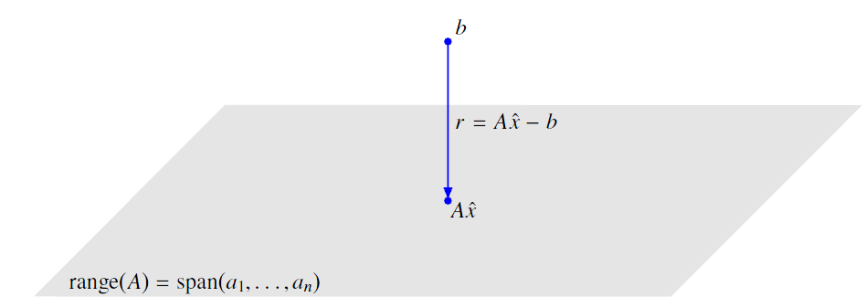 b
r = Ax̂ − b
Ax̂
range(A) = span(a₁, . . . , aₙ)